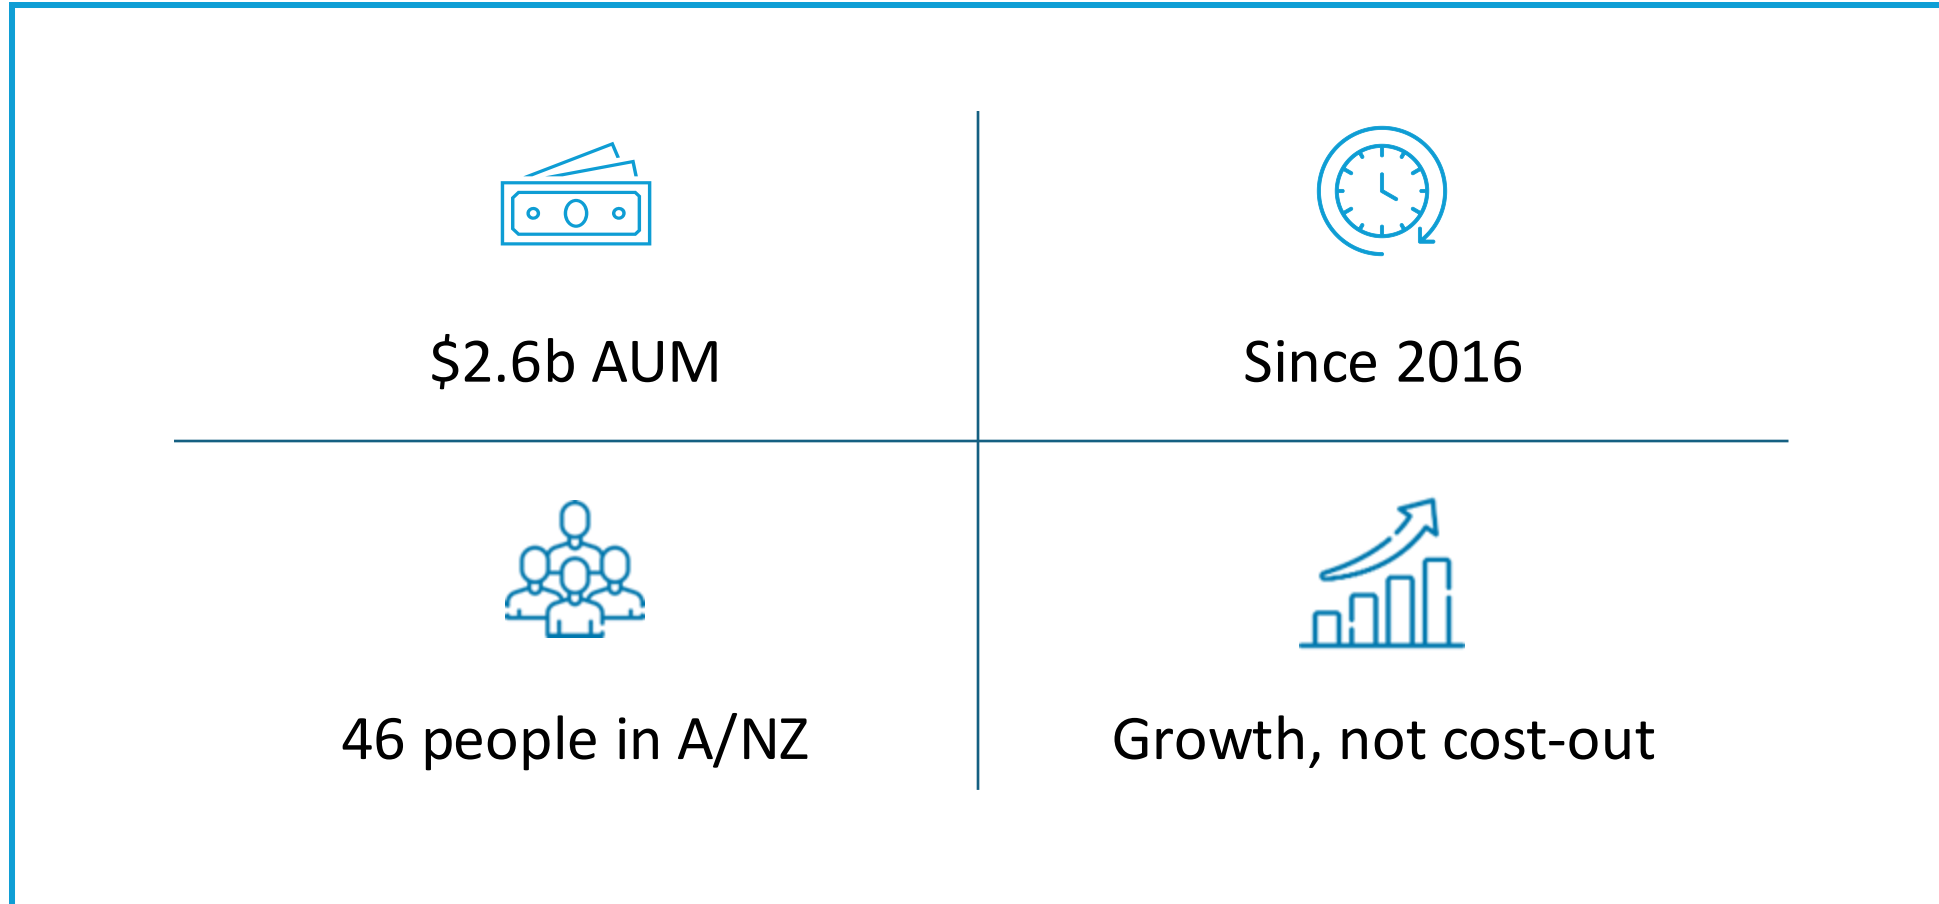 $2.6b AUM
Since 2016
46 people in A/NZ
Growth, not cost-out